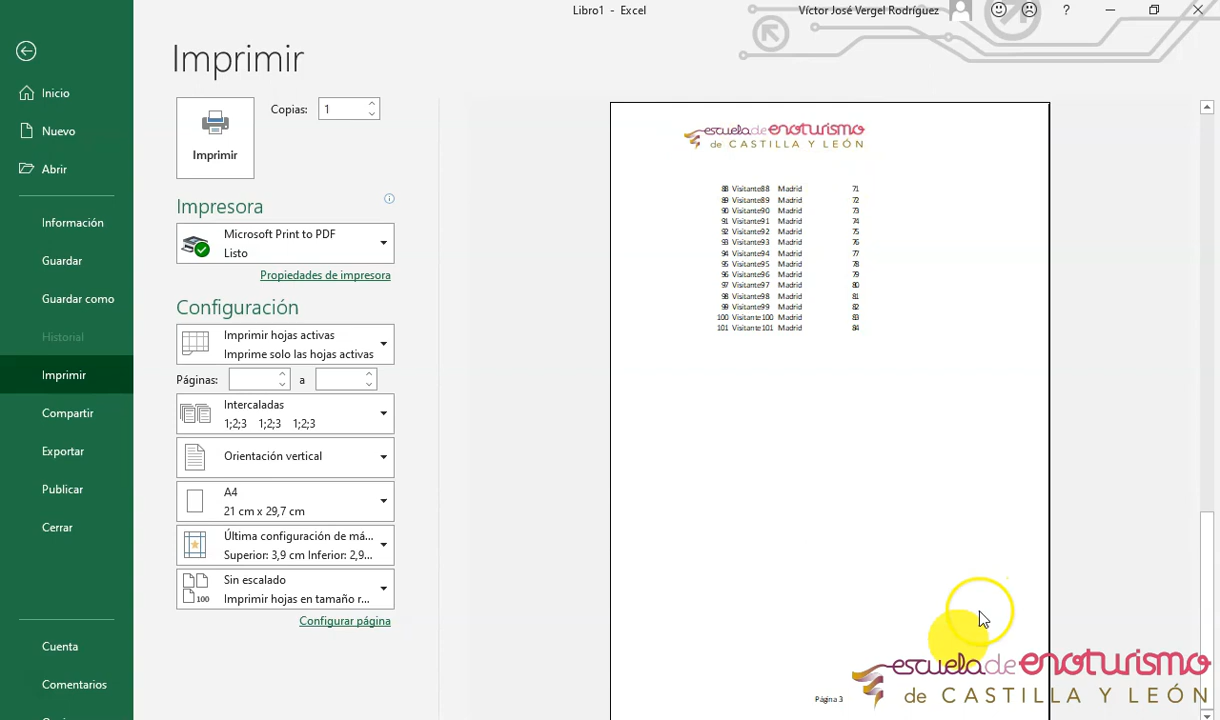 Libro1 - Excel
Víctor José Vergel Rodríguez
?
Imprimir
Inicio
Nuevo
Abrir
Información
Guardar
Guardar como
Historial
Imprimir
Compartir
Exportar
Publicar
Cerrar
Cuenta
Comentarios
Imprimir
Copias: 1
Impresora
Microsoft Print to PDF
Listo
Propiedades de impresora
Configuración
Imprimir hojas activas
Imprime solo las hojas activas
Páginas: a
Intercaladas
1;2;3 1;2;3 1;2;3
Orientación vertical
A4
21 cm x 29,7 cm
Última configuración de má...
Superior: 3,9 cm Inferior: 2,9...
Sin escalado
100 Imprimir hojas en tamaño r...
Configurar página
escuela de enoturismo
de CASTILLA Y LEÓN
88 Visitante88 Madrid 71
89 Visitante89 Madrid 72
90 Visitante90 Madrid 73
91 Visitante91 Madrid 74
92 Visitante92 Madrid 75
93 Visitante93 Madrid 76
94 Visitante94 Madrid 77
95 Visitante95 Madrid 78
96 Visitante96 Madrid 79
97 Visitante97 Madrid 80
98 Visitante98 Madrid 81
99 Visitante99 Madrid 82
100 Visitante100 Madrid 83
101 Visitante101 Madrid 84
Página 3
escuela de enoturismo
de CASTILLA Y LEÓN